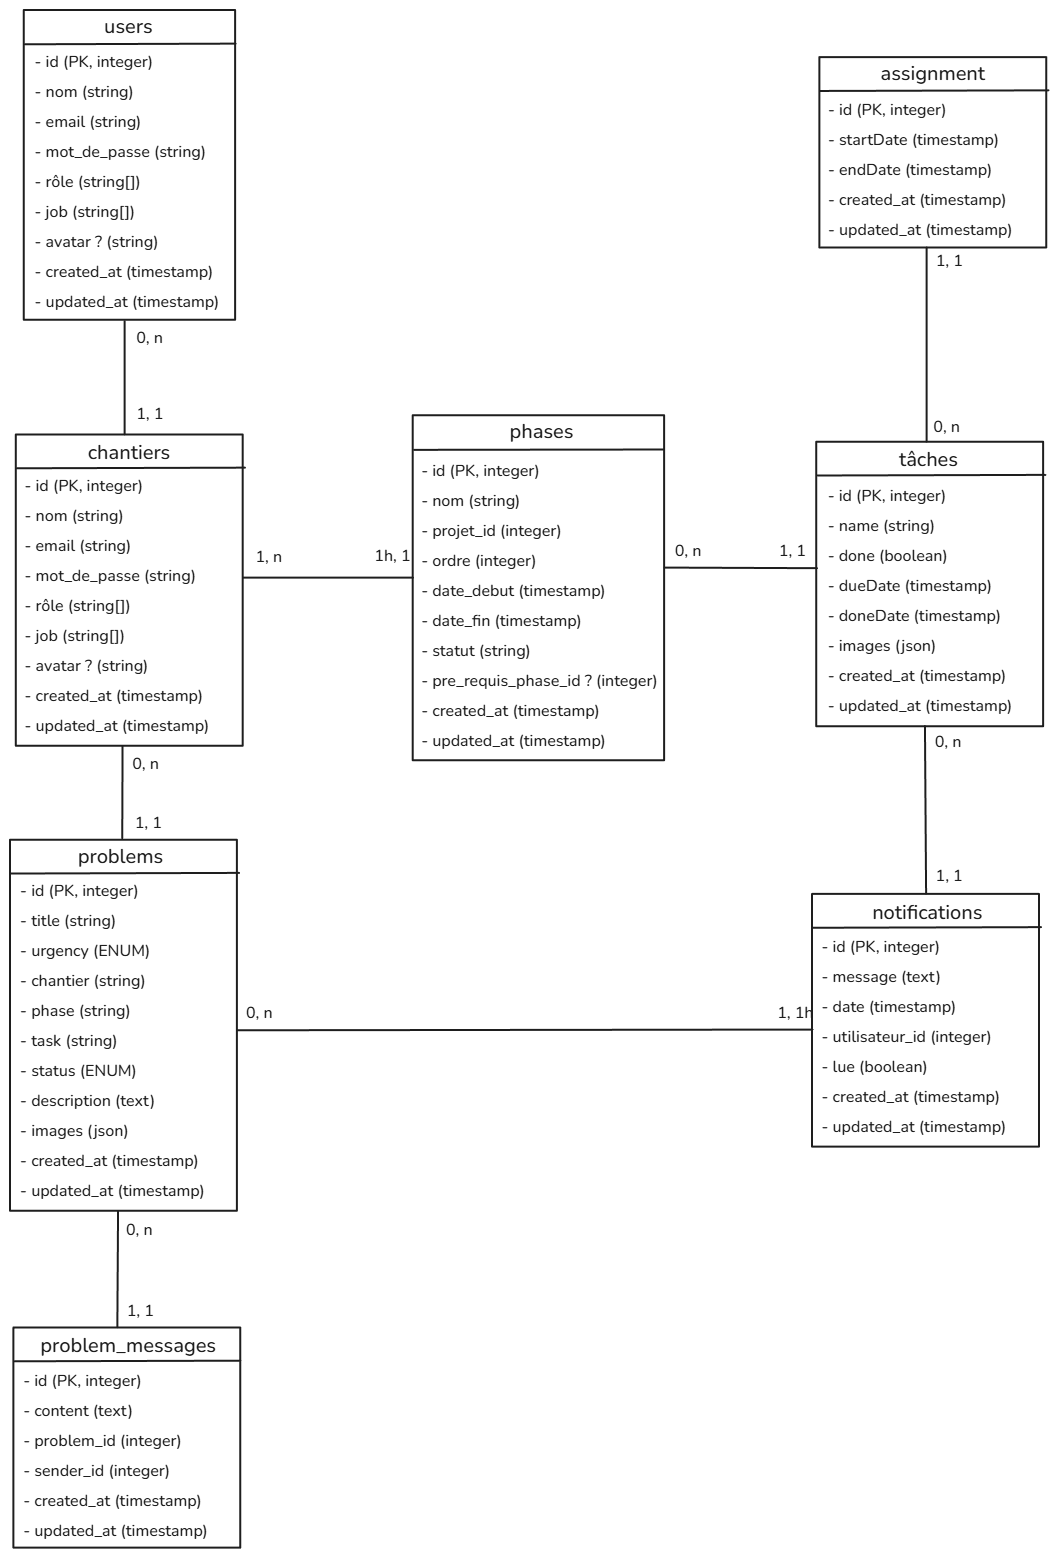 users
- id (PK, integer)
- nom (string)
- email (string)
- mot_de_passe (string)
- rôle (string[])
- job (string[])
- avatar ? (string)
- created_at (timestamp)
- updated_at (timestamp)
0, n
1, 1
assignment
- id (PK, integer)
- startDate (timestamp)
- endDate (timestamp)
- created_at (timestamp)
- updated_at (timestamp)
1, 1
0, n
chantiers
- id (PK, integer)
- nom (string)
- email (string)
- mot_de_passe (string)
- rôle (string[])
- job (string[])
- avatar ? (string)
- created_at (timestamp)
- updated_at (timestamp)
1, n
1h, 1
0, n
1, 1
phases
- id (PK, integer)
- nom (string)
- projet_id (integer)
- ordre (integer)
- date_debut (timestamp)
- date_fin (timestamp)
- statut (string)
- pre_requis_phase_id ? (integer)
- created_at (timestamp)
- updated_at (timestamp)
0, n
1, 1
tâches
- id (PK, integer)
- name (string)
- done (boolean)
- dueDate (timestamp)
- doneDate (timestamp)
- images (json)
- created_at (timestamp)
- updated_at (timestamp)
0, n
1, 1
problems
- id (PK, integer)
- title (string)
- urgency (ENUM)
- chantier (string)
- phase (string)
- task (string)
- status (ENUM)
- description (text)
- images (json)
- created_at (timestamp)
- updated_at (timestamp)
0, n
1, 1h
notifications
- id (PK, integer)
- message (text)
- date (timestamp)
- utilisateur_id (integer)
- lue (boolean)
- created_at (timestamp)
- updated_at (timestamp)
0, n
1, 1
problem_messages
- id (PK, integer)
- content (text)
- problem_id (integer)
- sender_id (integer)
- created_at (timestamp)
- updated_at (timestamp)